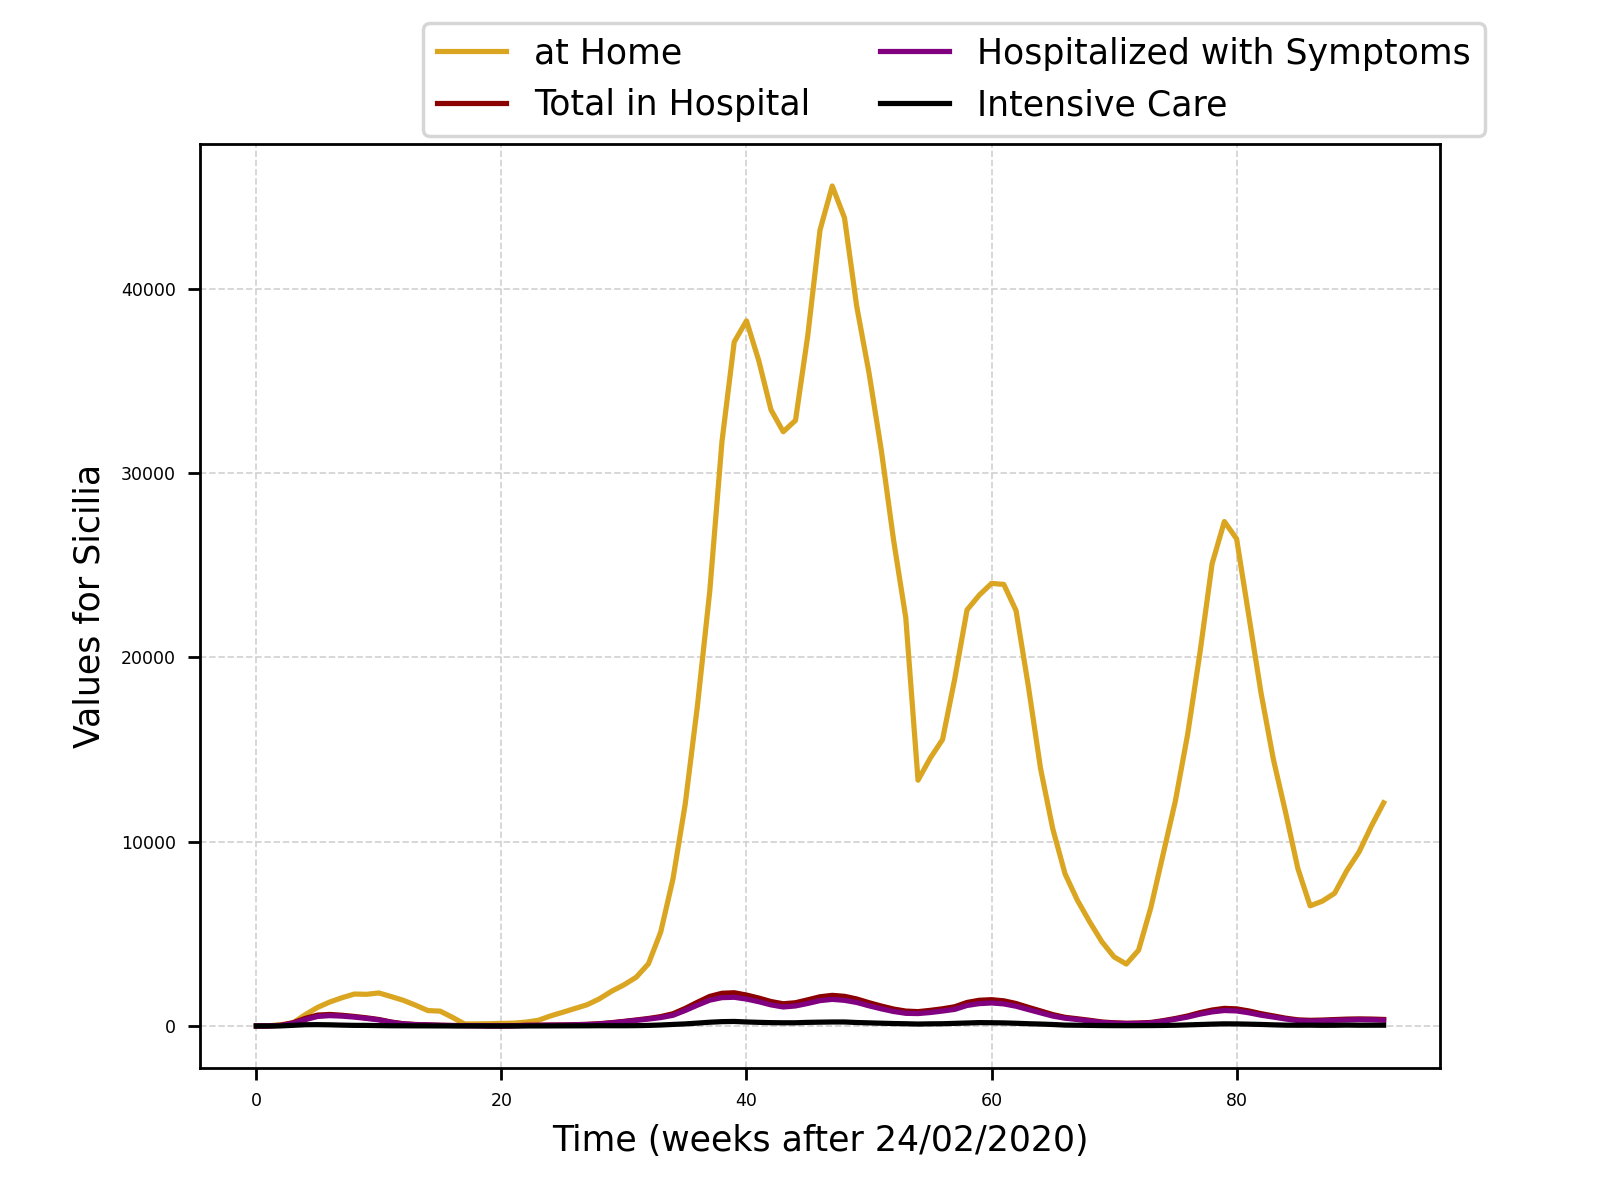 at Home
Total in Hospital
Hospitalized with Symptoms
Intensive Care
Values for Sicilia
40000
30000
20000
10000
0
0 20 40 60 80
Time (weeks after 24/02/2020)